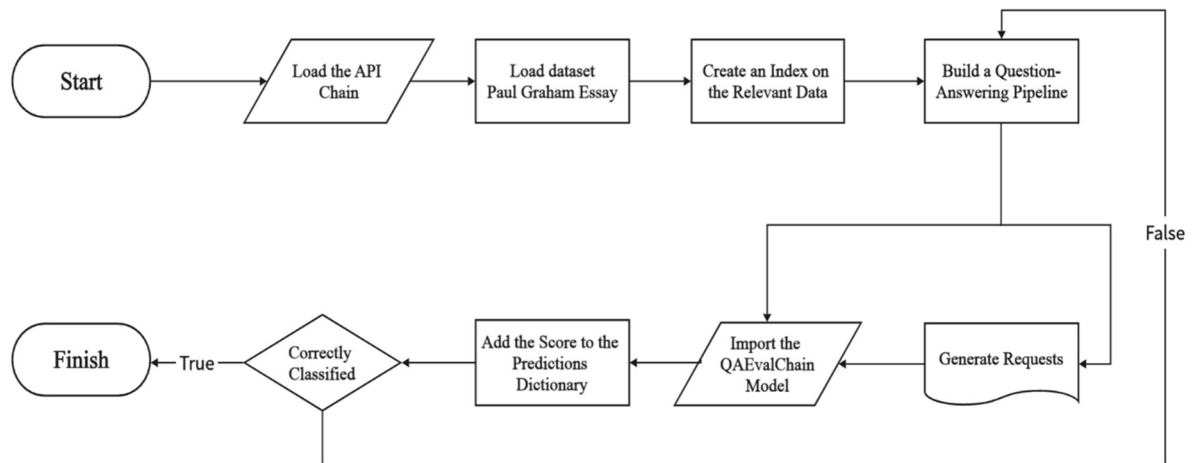 Start
Load the API
Chain
Load dataset
Paul Graham Essay
Create an Index on
the Relevant Data
Build a Question-
Answering Pipeline
False
Finish
True
Correctly
Classified
Add the Score to the
Predictions
Dictionary
Import the
QAEvalChain
Model
Generate Requests